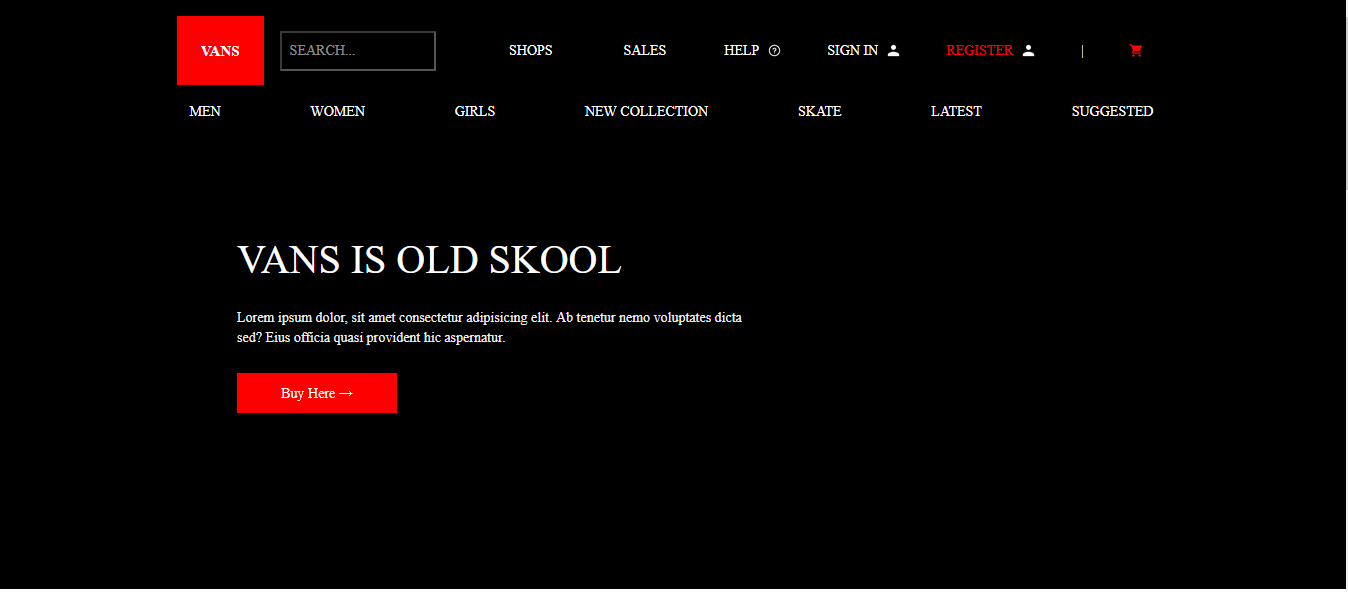 VANS SEARCH... SHOPS SALES HELP SIGN IN REGISTER |
MEN WOMEN GIRLS NEW COLLECTION SKATE LATEST SUGGESTED
VANS IS OLD SKOOL
Lorem ipsum dolor, sit amet consectetur adipisicing elit. Ab tenetur nemo voluptates dicta
sed? Eius officia quasi provident hic aspernatur.
Buy Here →